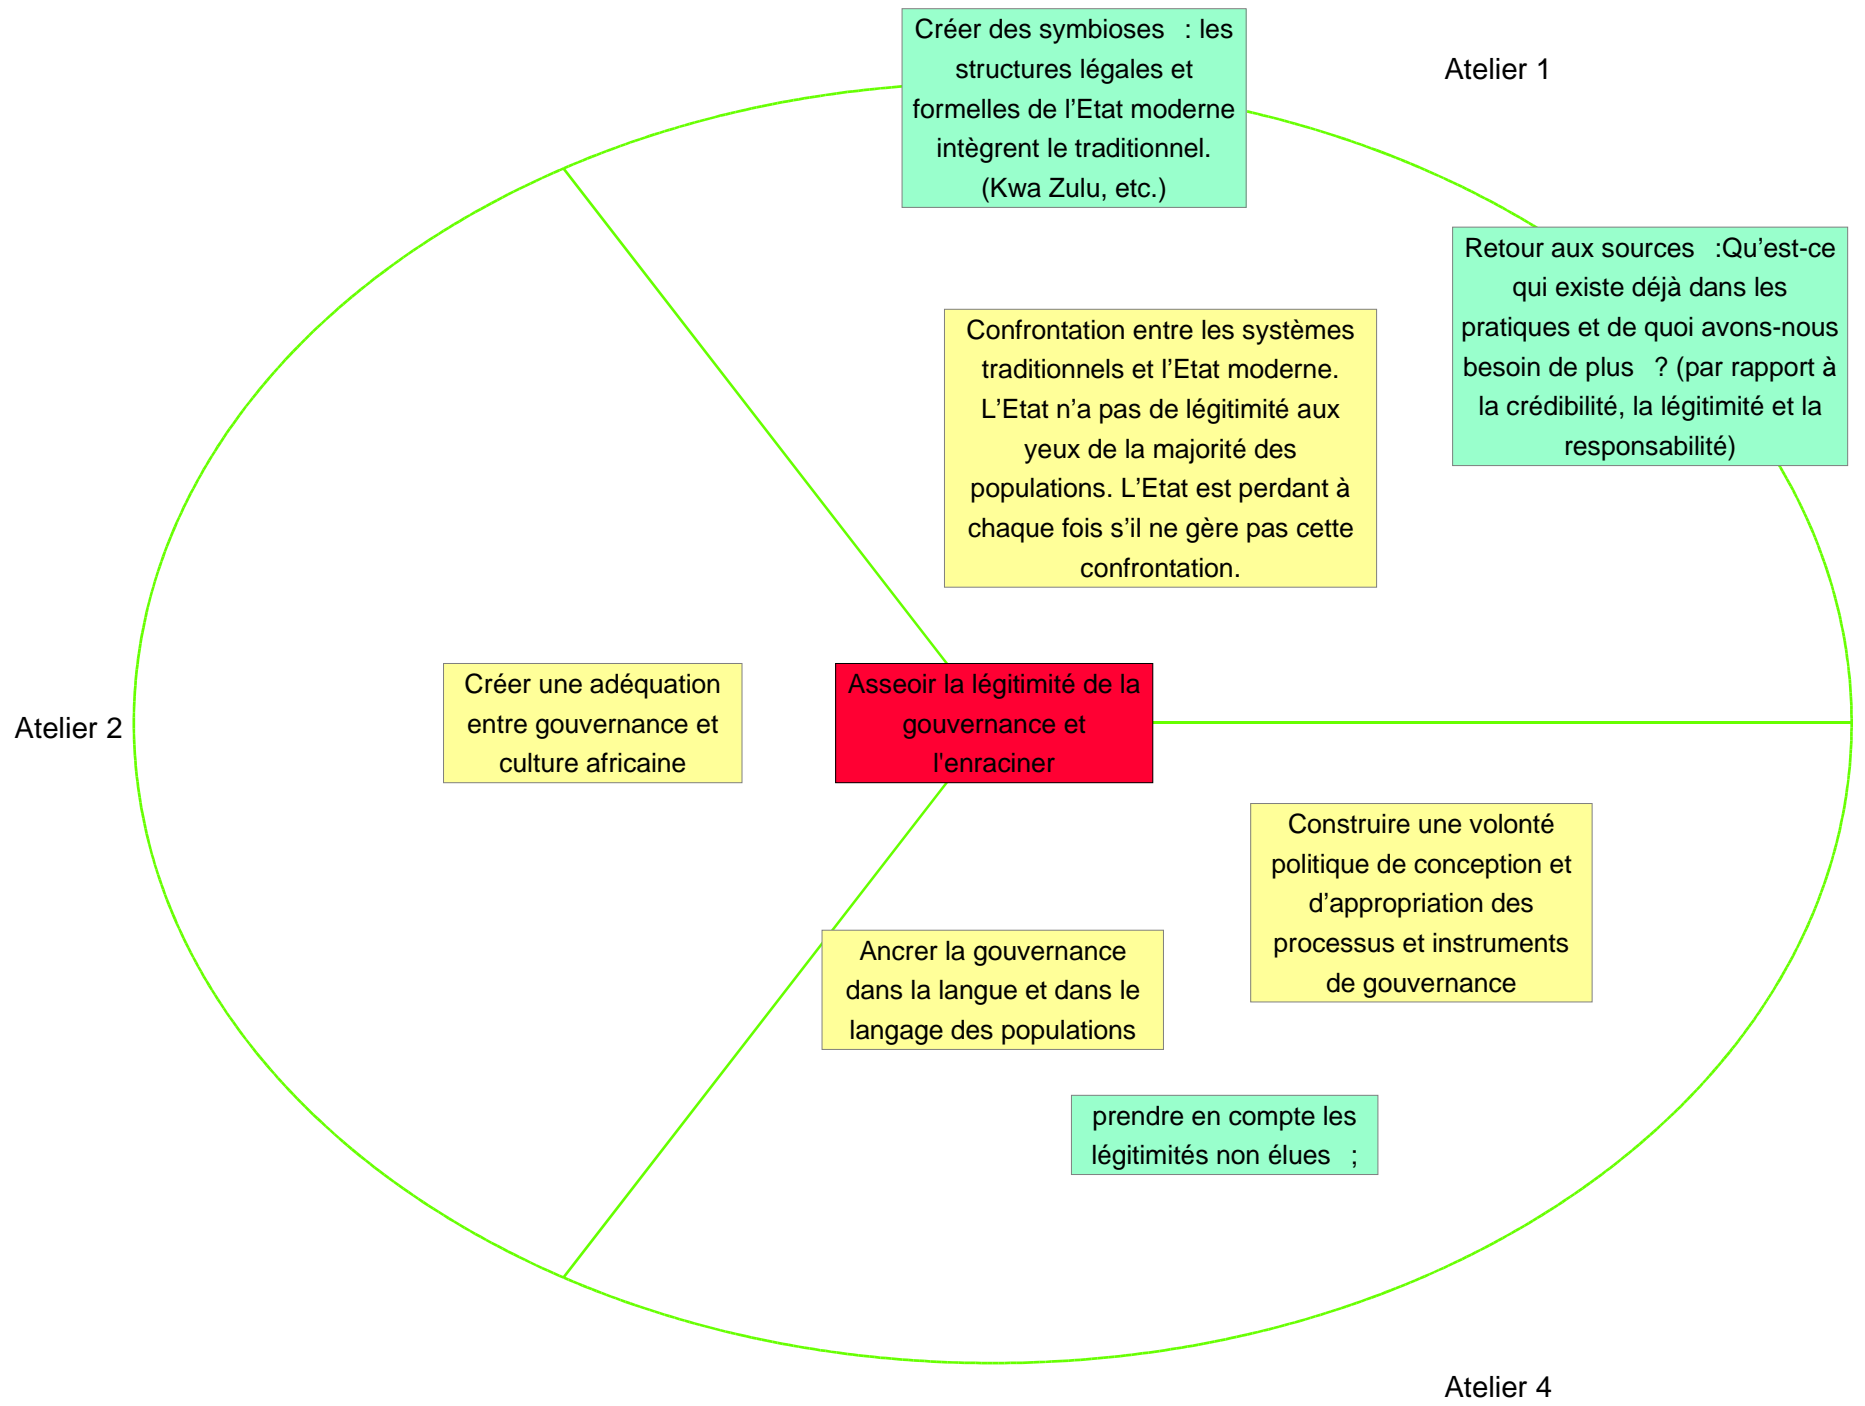 Créer des symbioses : les
structures légales et
formelles de l’Etat moderne
intègrent le traditionnel.
(Kwa Zulu, etc.)
Atelier 1
Retour aux sources :Qu’est-ce
qui existe déjà dans les
pratiques et de quoi avons-nous
besoin de plus ? (par rapport à
la crédibilité, la légitimité et la
responsabilité)
Confrontation entre les systèmes
traditionnels et l’Etat moderne.
L’Etat n’a pas de légitimité aux
yeux de la majorité des
populations. L’Etat est perdant à
chaque fois s’il ne gère pas cette
confrontation.
Atelier 2
Créer une adéquation
entre gouvernance et
culture africaine
Asseoir la légitimité de la
gouvernance et
l'enraciner
Construire une volonté
politique de conception et
d’appropriation des
processus et instruments
de gouvernance
Ancrer la gouvernance
dans la langue et dans le
langage des populations
prendre en compte les
légitimités non élues ;
Atelier 4